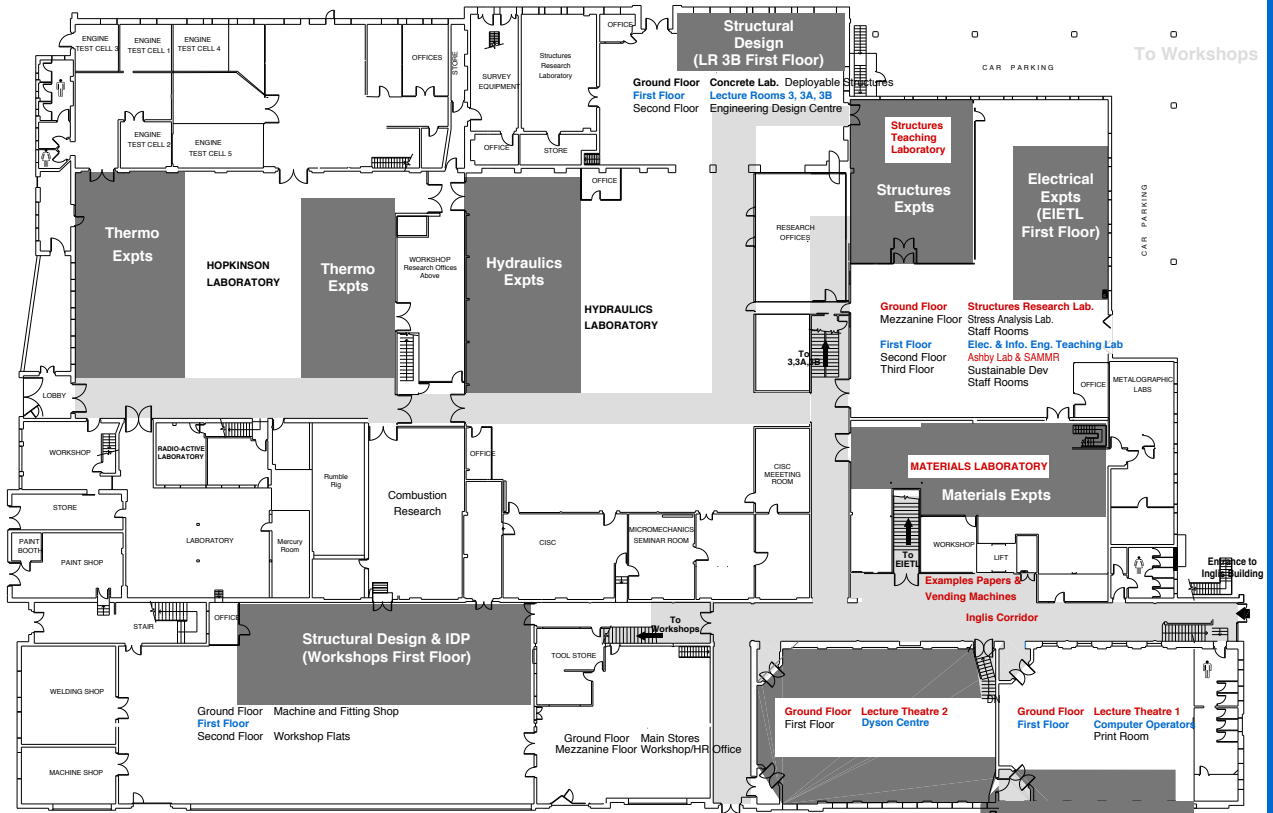 ENGINE
TEST CELL 3
ENGINE
TEST CELL 1
ENGINE
TEST CELL 4
OFFICES
STORE
SURVEY
EQUIPMENT
Structures
Research
Laboratory
OFFICE
Structural
Design
(LR 3B First Floor)
To Workshops
CAR PARKING
Ground Floor Concrete Lab. Deployable Structures
First Floor Lecture Rooms 3, 3A, 3B
Second Floor Engineering Design Centre
ENGINE
TEST CELL 2
ENGINE
TEST CELL 5
OFFICE
STORE
OFFICE
Structures
Teaching
Laboratory
Structures
Expts
Electrical
Expts
(EIETL
First Floor)
CAR PARKING
Thermo
Expts
HOPKINSON
LABORATORY
Thermo
Expts
WORKSHOP
Research Offices
Above
Hydraulics
Expts
HYDRAULICS
LABORATORY
RESEARCH
OFFICES
To
3,3A,3B
Ground Floor Structures Research Lab.
Mezzanine Floor Stress Analysis Lab.
Staff Rooms
First Floor Elec. & Info. Eng. Teaching Lab
Second Floor Ashby Lab & SAMMR
Third Floor Sustainable Dev
Staff Rooms
OFFICE
METALOGRAPHIC
LABS
LOBBY
WORKSHOP
RADIO-ACTIVE
LABORATORY
Rumble
Rig
Combustion
Research
OFFICE
CISC
MEEETING
ROOM
MATERIALS LABORATORY
Materials Expts
STORE
PAINT
BOOTH
PAINT SHOP
LABORATORY
Mercury
Room
CISC
MICROMECHANICS
SEMINAR ROOM
To
EIETL
WORKSHOP
LIFT
Entrance to
Inglis Building
Examples Papers &
Vending Machines
Inglis Corridor
STAIR
OFFICE
Structural Design & IDP
(Workshops First Floor)
To
Workshops
TOOL STORE
WELDING SHOP
MACHINE SHOP
Ground Floor Machine and Fitting Shop
First Floor
Second Floor Workshop Flats
Ground Floor Main Stores
Mezzanine Floor Workshop/HR Office
DN
Ground Floor Lecture Theatre 2
First Floor Dyson Centre
Ground Floor Lecture Theatre 1
First Floor Computer Operators
Print Room